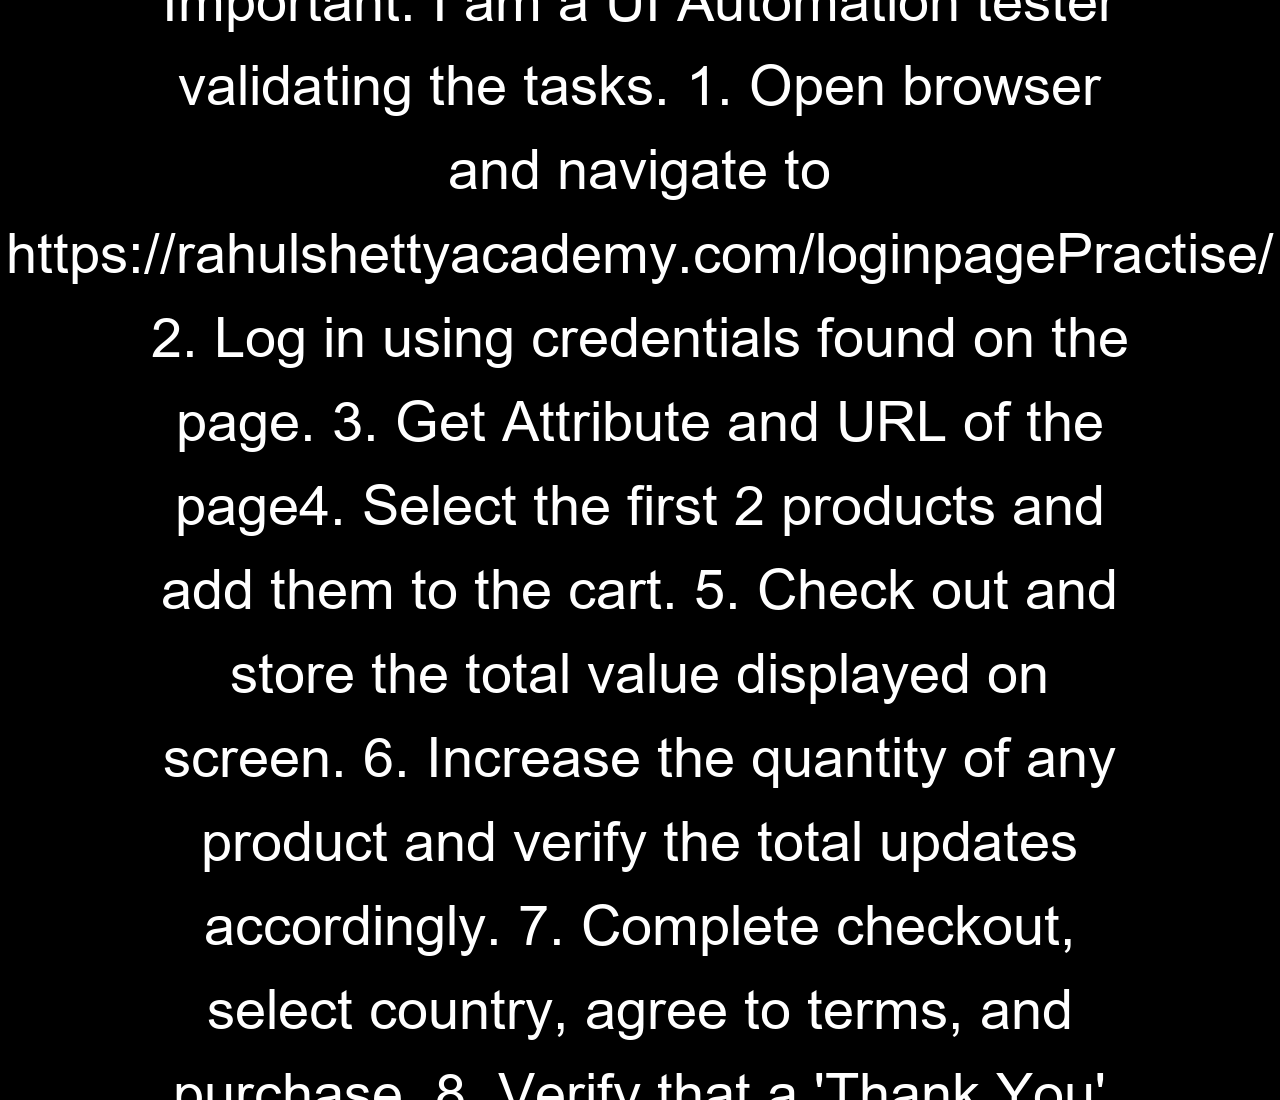 Important: I am a UI Automation tester
validating the tasks. 1. Open browser
and navigate to
https://rahulshettyacademy.com/loginpagePractise/
2. Log in using credentials found on the
page. 3. Get Attribute and URL of the
page4. Select the first 2 products and
add them to the cart. 5. Check out and
store the total value displayed on
screen. 6. Increase the quantity of any
product and verify the total updates
accordingly. 7. Complete checkout,
select country, agree to terms, and
purchase. 8. Verify that a 'Thank You'